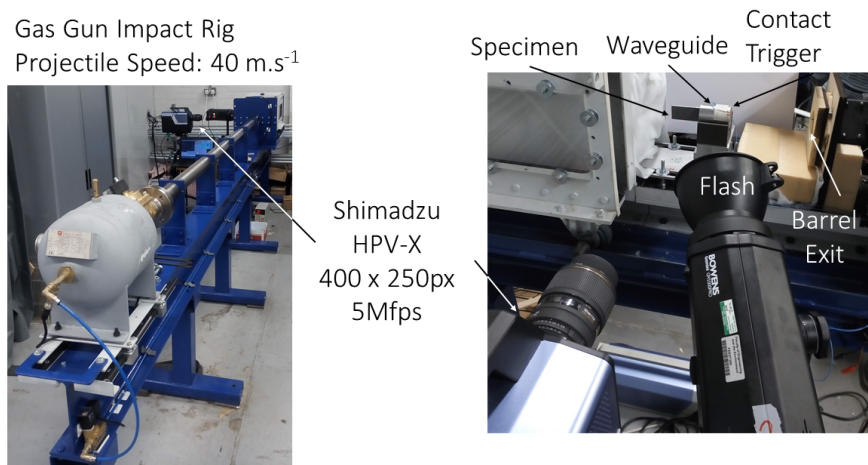 Gas Gun Impact Rig
Projectile Speed: 40 m.s⁻¹
Specimen
Waveguide
Contact
Trigger
Flash
Barrel
Exit
Shimadzu
HPV-X
400 x 250px
5Mfps
BOWENS